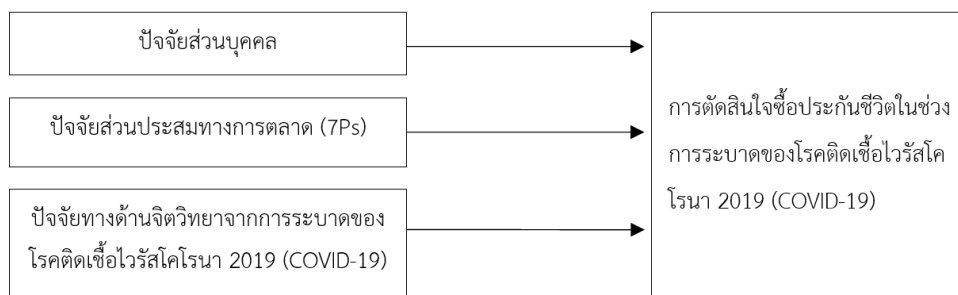 ปัจจัยส่วนบุคคล
ปัจจัยส่วนประสมทางการตลาด (7Ps)
ปัจจัยทางด้านจิตวิทยาจากการระบาดของ
โรคติดเชื้อไวรัสโคโรนา 2019 (COVID-19)
การตัดสินใจซื้อประกันชีวิตในช่วง
การระบาดของโรคติดเชื้อไวรัสโค
โรนา 2019 (COVID-19)